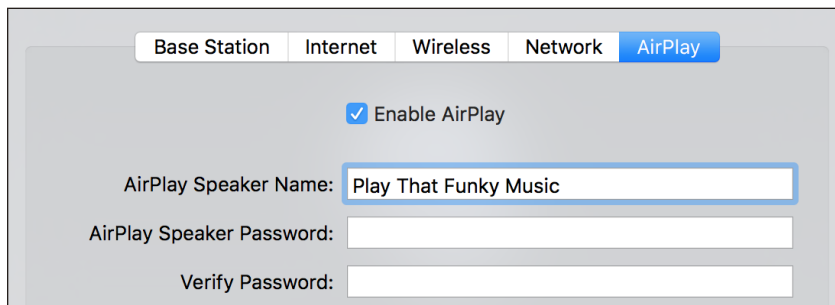 Base Station Internet Wireless Network AirPlay
Enable AirPlay
AirPlay Speaker Name: Play That Funky Music
AirPlay Speaker Password:
Verify Password: